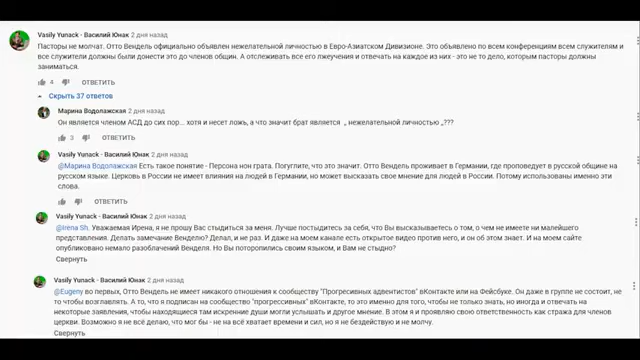 Vasily Yunack - Василий Юнак 2 дня назад
Пасторы не молчат. Отто Вендель официально объявлен нежелательной личностью в Евро-Азиатском Дивизионе. Это объявлено по всем конференциям всем служителям и
все служители должны были донести это до членов общин. А отслеживать все его лжеучения и отвечать на каждое из них - это не то дело, которым пасторы должны
заниматься.
4 ОТВЕТИТЬ
Скрыть 37 ответов
Марина Водолажская 2 дня назад
Он является членом АСД до сих пор... хотя и несет ложь, а что значит брат является „ нежелательной личностью „???
3 ОТВЕТИТЬ
Vasily Yunack - Василий Юнак 2 дня назад
@Марина Водолажская Есть такое понятие - Персона нон грата. Погуглите, что это значит. Отто Вендель проживает в Германии, где проповедует в русской общине на
русском языке. Церковь в России не имеет влияния на людей в Германии, но может высказать свое мнение для людей в России. Потому использованы именно эти
слова.
ОТВЕТИТЬ
Vasily Yunack - Василий Юнак 2 дня назад
@Irena Sh. Уважаемая Ирена, я не прошу Вас стыдиться за меня. Лучше постыдитесь за себя, что Вы высказываетесь о том, о чем не имеете ни малейшего
представления. Делать замечание Венделю? Делал, и не раз. И даже на моем канале есть открытое видео против него, и он об этом знает. И на моем сайте
опубликовано немало разоблачений Венделя. Но Вы поторопились своим языком, и Вам не стыдно?
Свернуть
Vasily Yunack - Василий Юнак 2 дня назад
@Eugeny во первых, Отто Вендель не имеет никакого отношения к сообществу "Прогресивных адвентистов" вКонтакте или на Фейсбуке. Он даже в группе не состоит, не
то чтобы возглавлять. А то, что я подписан на сообщество "прогрессивных" вКонтакте, то это именно для того, чтобы не только знать, но иногда и отвечать на
некоторые заявления, чтобы находящиеся там искренние души могли услышать и другое мнение. В этом я и проявляю свою ответственность как стража для членов
церкви. Возможно я не всё делаю, что мог бы - не на всё хватает времени и сил, но я не бездействую и не молчу.
Свернуть